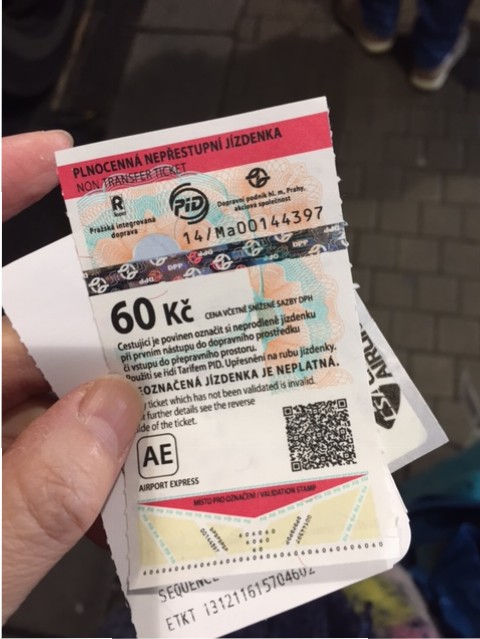 PLNOCENNÁ NEPŘESTUPNÍ JÍZDENKA
NON TRANSFER TICKET
Pražská integrovaná
doprava
PID
Dopravní podnik hl. m. Prahy,
akciová společnost
14/Ma00144397
DPP
60 Kč CENA VČETNĚ SNÍŽENÉ SAZBY DPH
Cestující je povinen označit si neprodleně jízdenku
při prvním nástupu do dopravního prostředku
či vstupu do přepravního prostoru.
Použití se řídí Tarifem PID. Upřesnění na rubu jízdenky.
EOZNAČENÁ JÍZDENKA JE NEPLATNÁ.
ticket which has not been validated is invalid.
further details see the reverse
of the ticket.
AE
AIRPORT EXPRESS
MÍSTO PRO OZNAČENÍ / VALIDATION STAMP
SEQUENCE
ETKT 131211615704602